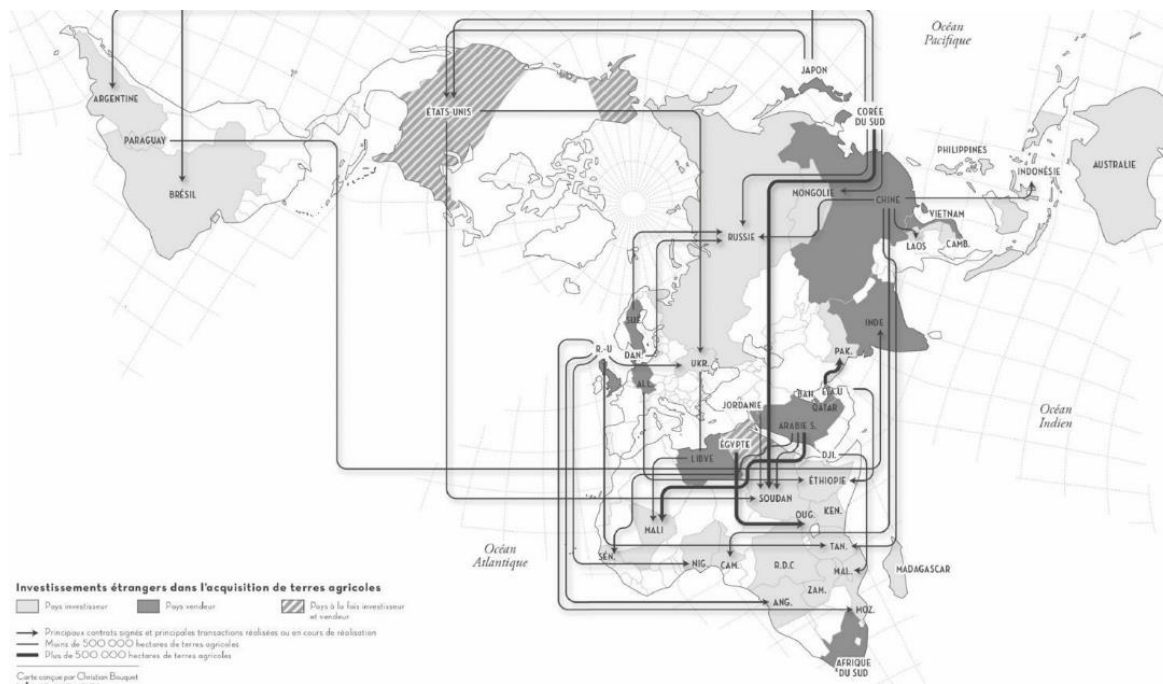 Océan
Pacifique
JAPON
ARGENTINE
ÉTATS-UNIS
CORÉE
DU SUD
PARAGUAY
PHILIPPINES
INDONÉSIE
AUSTRALIE
BRÉSIL
MONGOLIE
CHINE
VIETNAM
RUSSIE
LAOS
CAMB.
SUÈ.
INDE
R.-U
DAN.
UKR.
PAK.
ALL.
BAH.
É.A.U
JORDANIE
QATAR
Océan
Indien
ARABIE S.
ÉGYPTE
LIBYE
DJI.
ÉTHIOPIE
SOUDAN
OUG.
KEN.
MALI
Océan
Atlantique
SÉN.
NIG.
CAM.
TAN.
R.D.C
MAL.
MADAGASCAR
ZAM.
ANG.
MOZ.
AFRIQUE
DU SUD
Investissements étrangers dans l'acquisition de terres agricoles
Pays investisseur
Pays vendeur
Pays à la fois investisseur
et vendeur
Principaux contrats signés et principales transactions réalisées ou en cours de réalisation
Moins de 500 000 hectares de terres agricoles
Plus de 500 000 hectares de terres agricoles
Carte conçue par Christian Bouquet